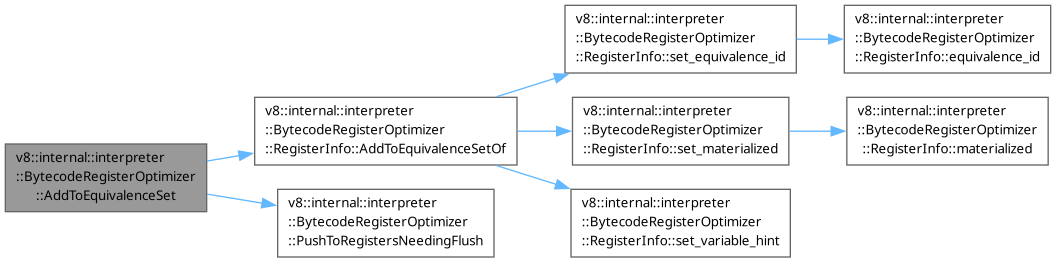 v8::internal::interpreter
::BytecodeRegisterOptimizer
::AddToEquivalenceSet
v8::internal::interpreter
::BytecodeRegisterOptimizer
::RegisterInfo::AddToEquivalenceSetOf
v8::internal::interpreter
::BytecodeRegisterOptimizer
::PushToRegistersNeedingFlush
v8::internal::interpreter
::BytecodeRegisterOptimizer
::RegisterInfo::set_equivalence_id
v8::internal::interpreter
::BytecodeRegisterOptimizer
::RegisterInfo::set_materialized
v8::internal::interpreter
::BytecodeRegisterOptimizer
::RegisterInfo::set_variable_hint
v8::internal::interpreter
::BytecodeRegisterOptimizer
::RegisterInfo::equivalence_id
v8::internal::interpreter
::BytecodeRegisterOptimizer
::RegisterInfo::materialized